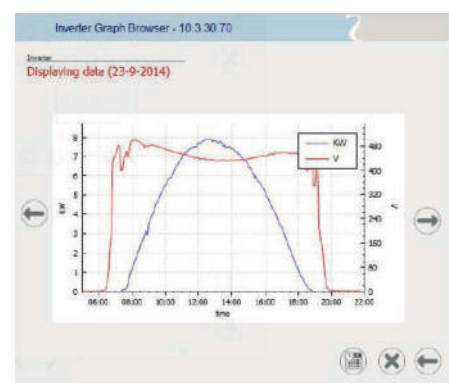 Inverter Graph Browser - 10.3.30.70
Inverter
Displaying data (23-9-2014)
KW
V
8
7
6
5
4
3
2
1
0
KW
480
400
320
240
160
80
0
V
06:00 08:00 10:00 12:00 14:00 16:00 18:00 20:00 22:00
time